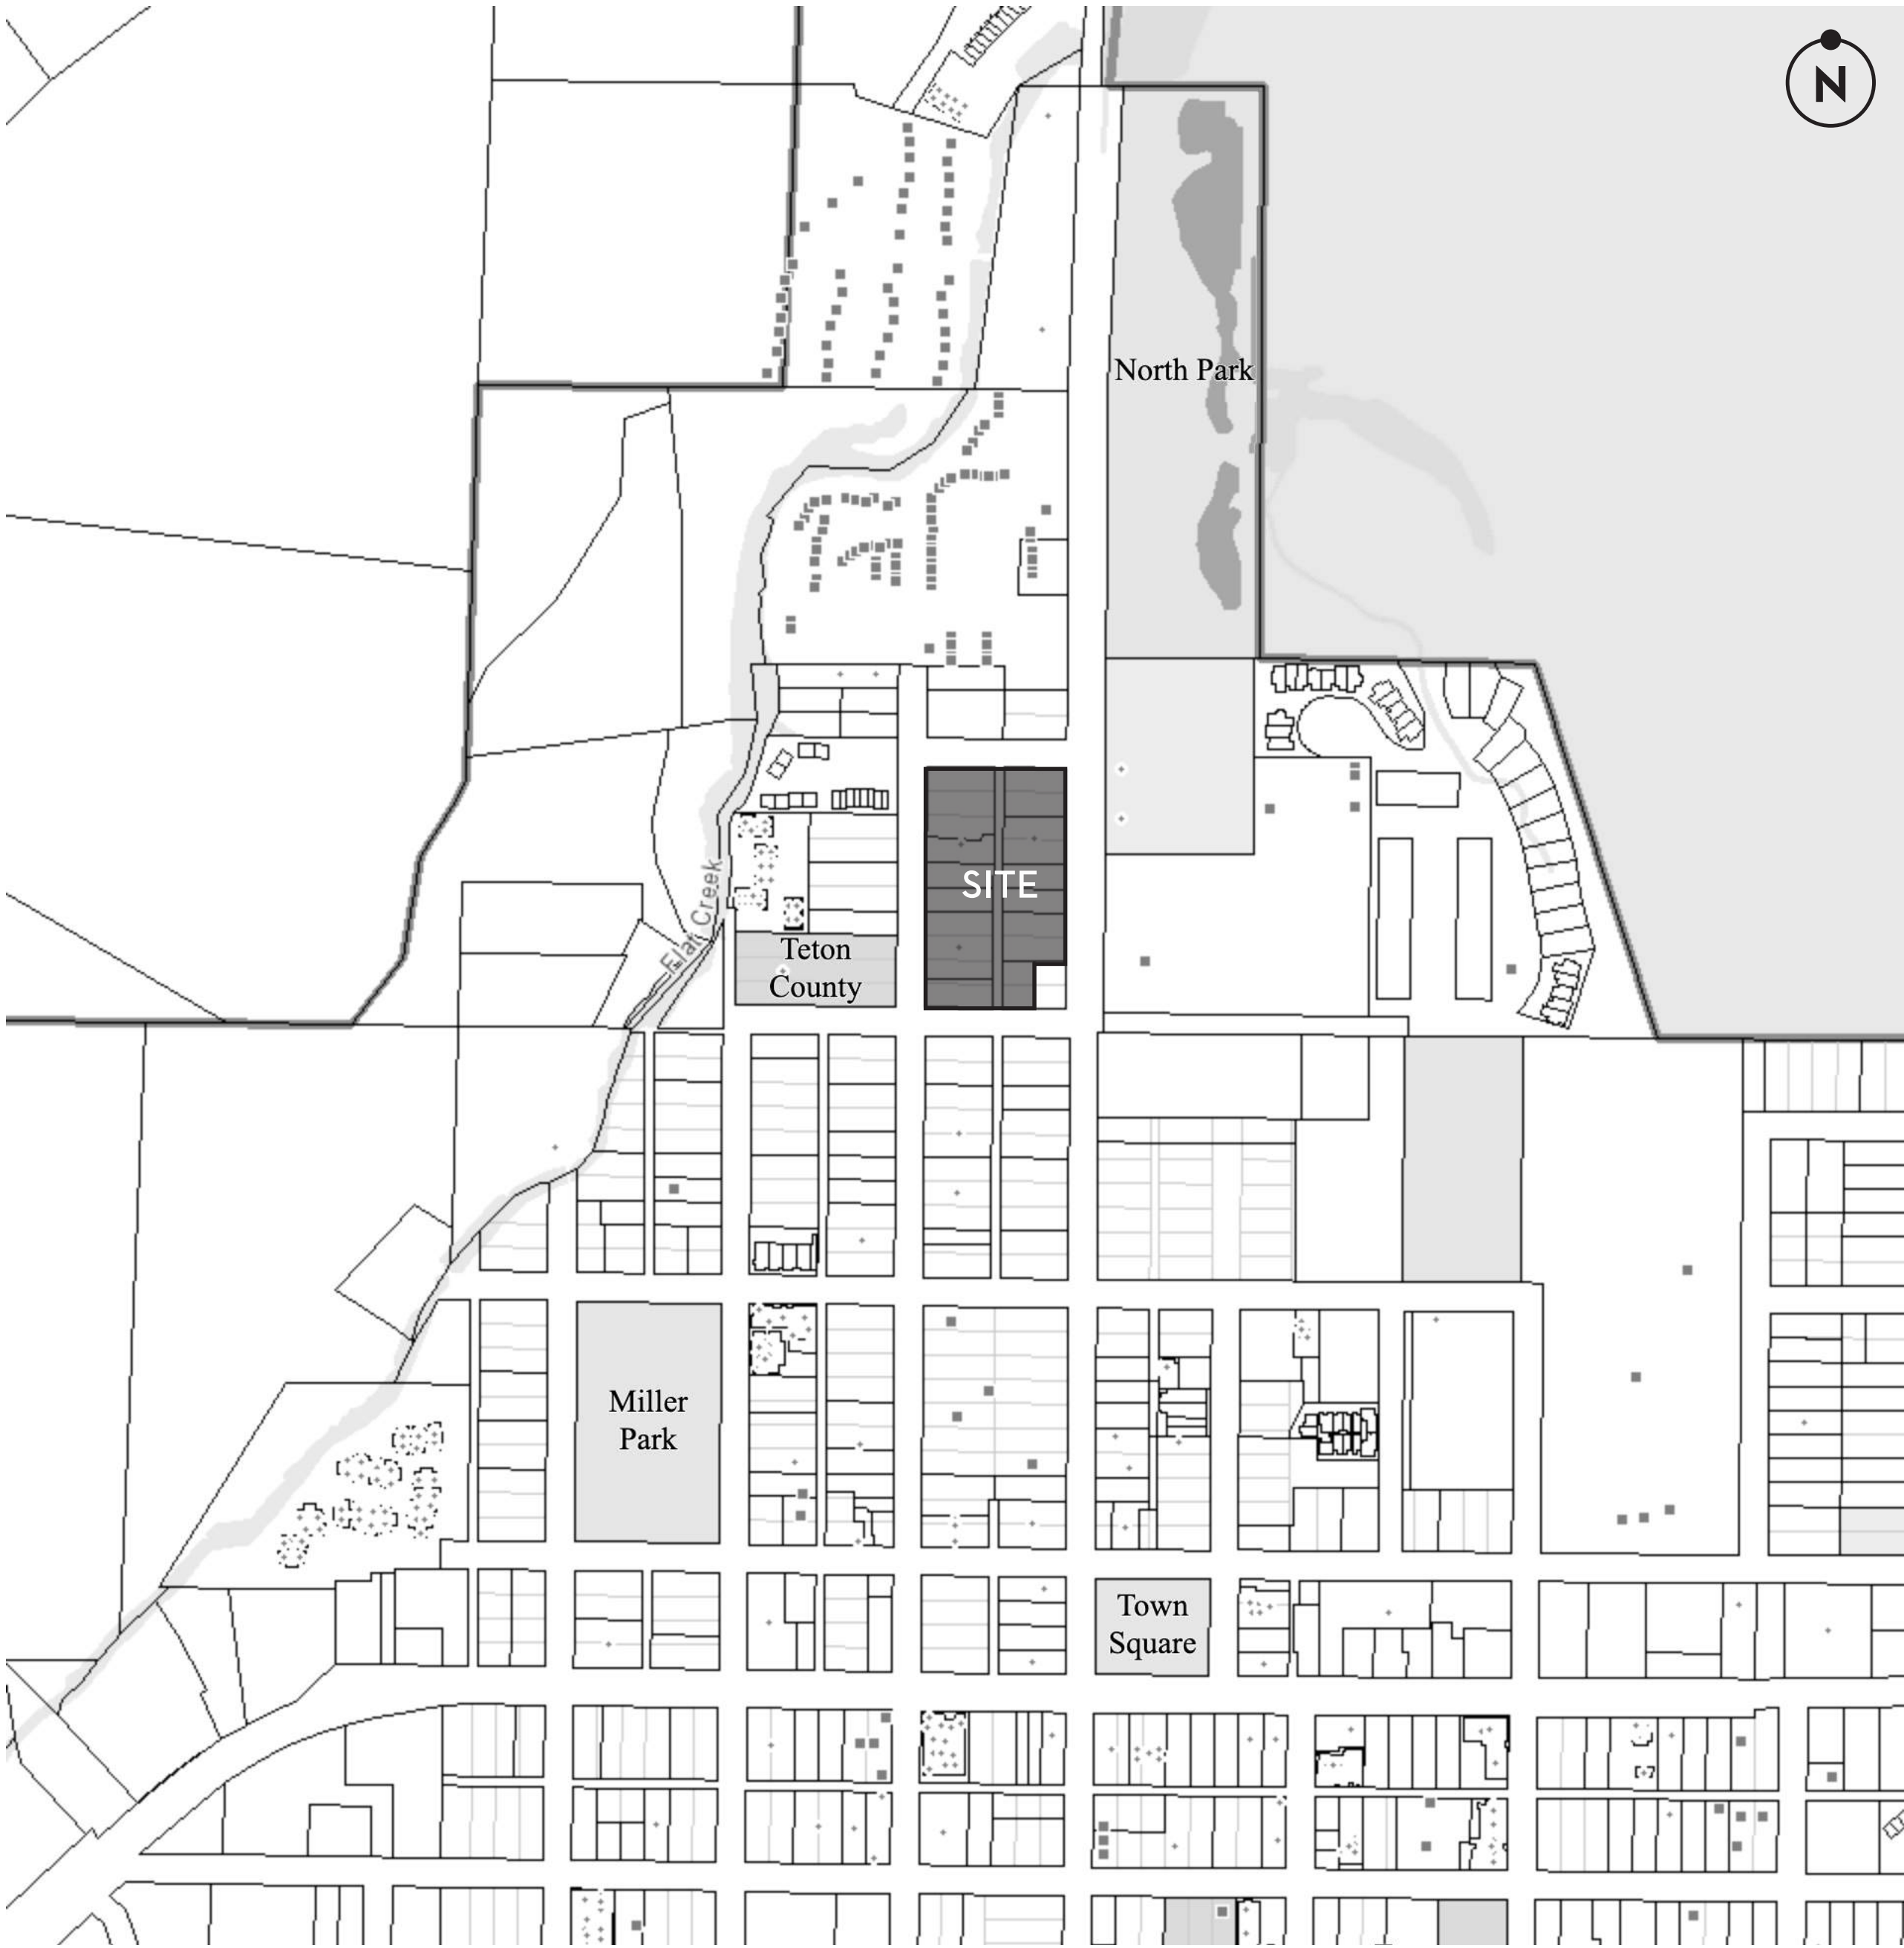 N
North Park
SITE
Flat Creek
Teton
County
Miller
Park
Town
Square